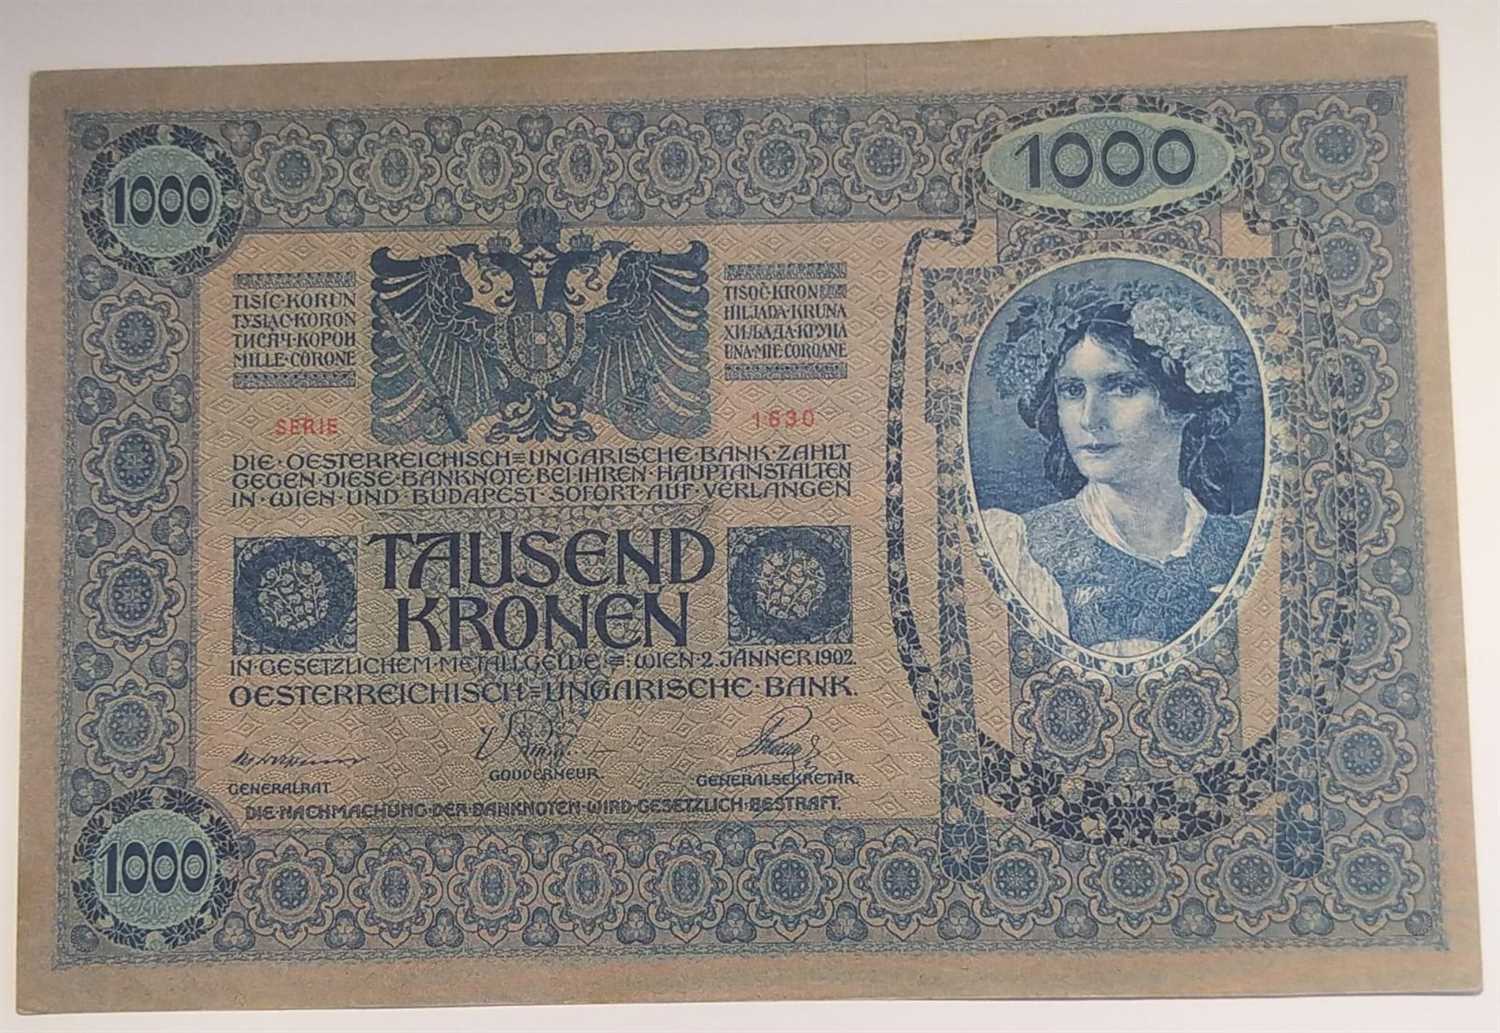 1000
1000
TISÍC·KORUN
TYSIĄC·KORON
ТИСЯЧ·КОРОН
MILLE·CORONE
TISOČ·KRON
HILJADA·KRUNA
ХИЉАДА·КРУНА
UNA·MIE COROANE
SERIE 1630
DIE·OESTERREICHISCH=UNGARISCHE·BANK·ZAHLT
GEGEN·DIESE·BANKNOTE·BEI·IHREN·HAUPTANSTALTEN
IN·WIEN·UND·BUDAPEST·SOFORT·AUF·VERLANGEN
TAUSEND
KRONEN
IN·GESETZLICHEM·METALLGELDE=WIEN·2.JÄNNER1902.
OESTERREICHISCH=UNGARISCHE·BANK.
GENERALRAT.
GOUVERNEUR.
GENERALSEKRETÄR.
DIE·NACHMACHUNG·DER·BANKNOTEN·WIRD·GESETZLICH·BESTRAFT.
1000